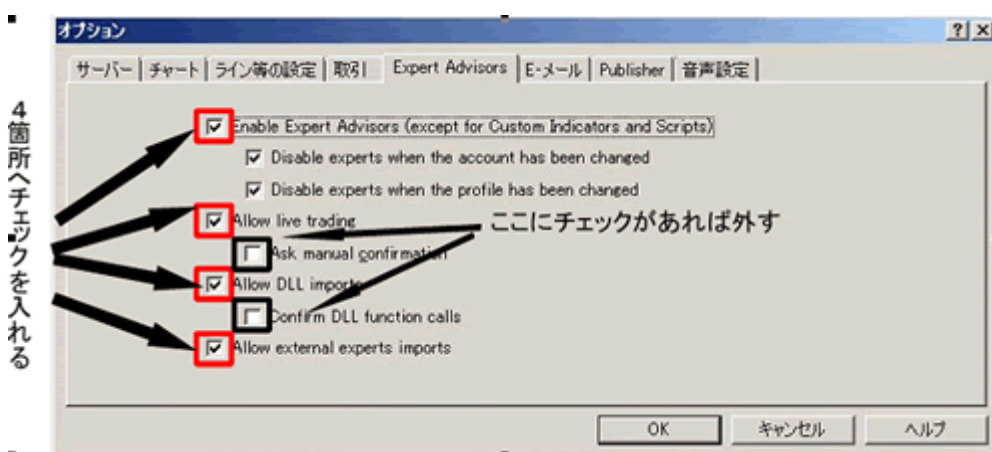 オプション
サーバー チャート ライン等の設定 取引 Expert Advisors E-メール Publisher 音声設定
4箇所へチェックを入れる
Enable Expert Advisors (except for Custom Indicators and Scripts)
Disable experts when the account has been changed
Disable experts when the profile has been changed
Allow live trading
ここにチェックがあれば外す
Ask manual confirmation
Allow DLL imports
Confirm DLL function calls
Allow external experts imports
OK キャンセル ヘルプ